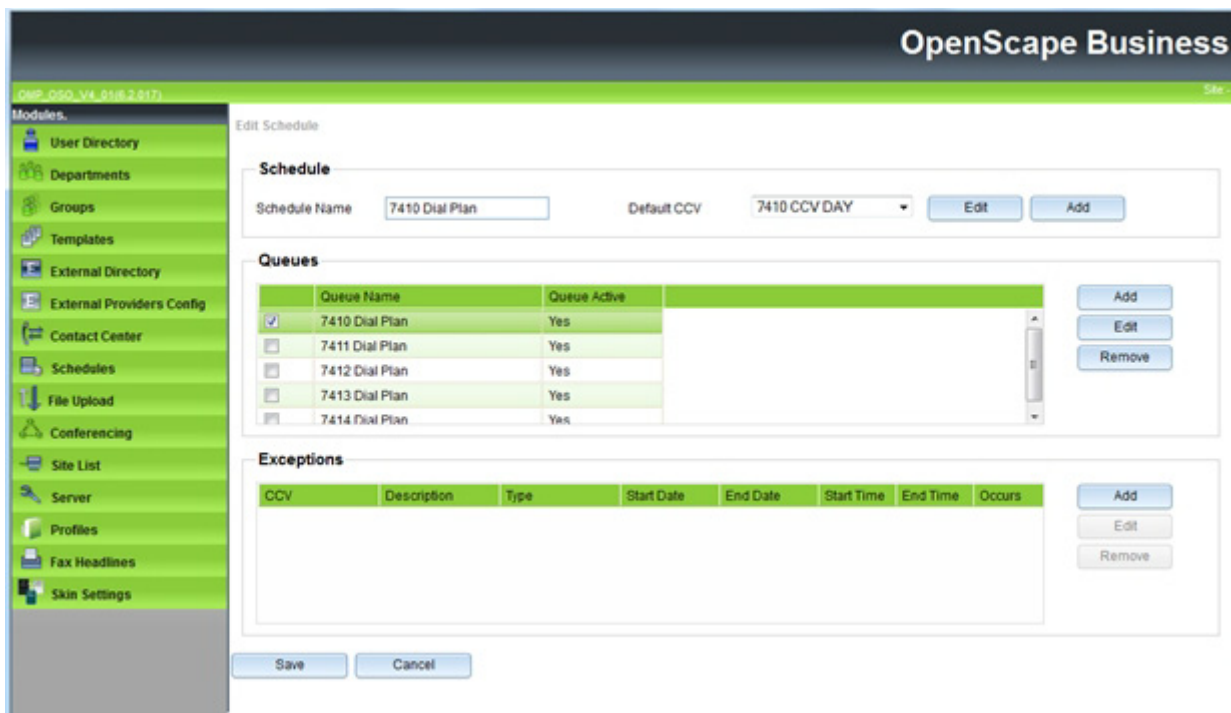 OpenScape Business
OMP_OSO_V4_01(6.2.017)
Site:-
Modules.
User Directory
Departments
Groups
Templates
External Directory
External Providers Config
Contact Center
Schedules
File Upload
Conferencing
Site List
Server
Profiles
Fax Headlines
Skin Settings
Edit Schedule
Schedule
Schedule Name 7410 Dial Plan Default CCV 7410 CCV DAY Edit Add
Queues
Queue Name Queue Active
7410 Dial Plan Yes
7411 Dial Plan Yes
7412 Dial Plan Yes
7413 Dial Plan Yes
7414 Dial Plan Yes
Add
Edit
Remove
Exceptions
CCV Description Type Start Date End Date Start Time End Time Occurs
Add
Edit
Remove
Save Cancel